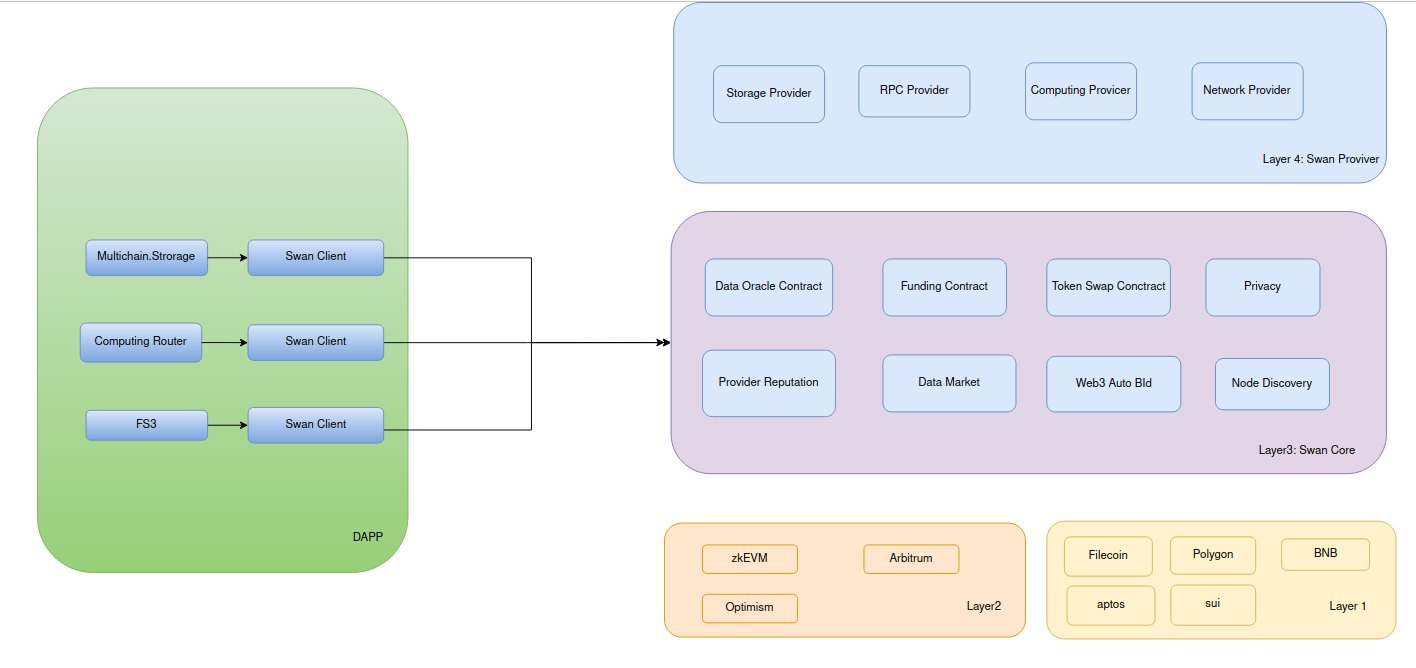 Storage Provider
RPC Provider
Computing Provicer
Network Provider
Layer 4: Swan Proviver
Multichain.Strorage
Swan Client
Computing Router
Swan Client
FS3
Swan Client
DAPP
Data Oracle Contract
Funding Contract
Token Swap Conctract
Privacy
Provider Reputation
Data Market
Web3 Auto BId
Node Discovery
Layer3: Swan Core
zkEVM
Arbitrum
Optimism
Layer2
Filecoin
Polygon
BNB
aptos
sui
Layer 1